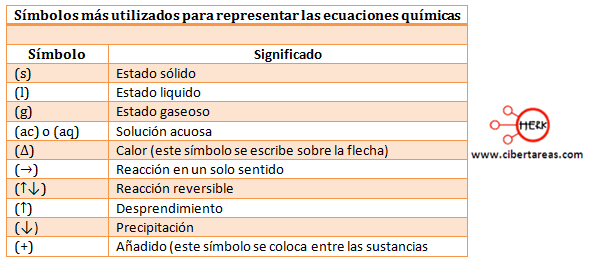 Símbolos más utilizados para representar las ecuaciones químicas
Símbolo Significado
(s) Estado sólido
(l) Estado liquido
(g) Estado gaseoso
(ac) o (aq) Solución acuosa
(Δ) Calor (este símbolo se escribe sobre la flecha)
(→) Reacción en un solo sentido
(↑↓) Reacción reversible
(↑) Desprendimiento
(↓) Precipitación
(+) Añadido (este símbolo se coloca entre las sustancias
MERK
www.cibertareas.com